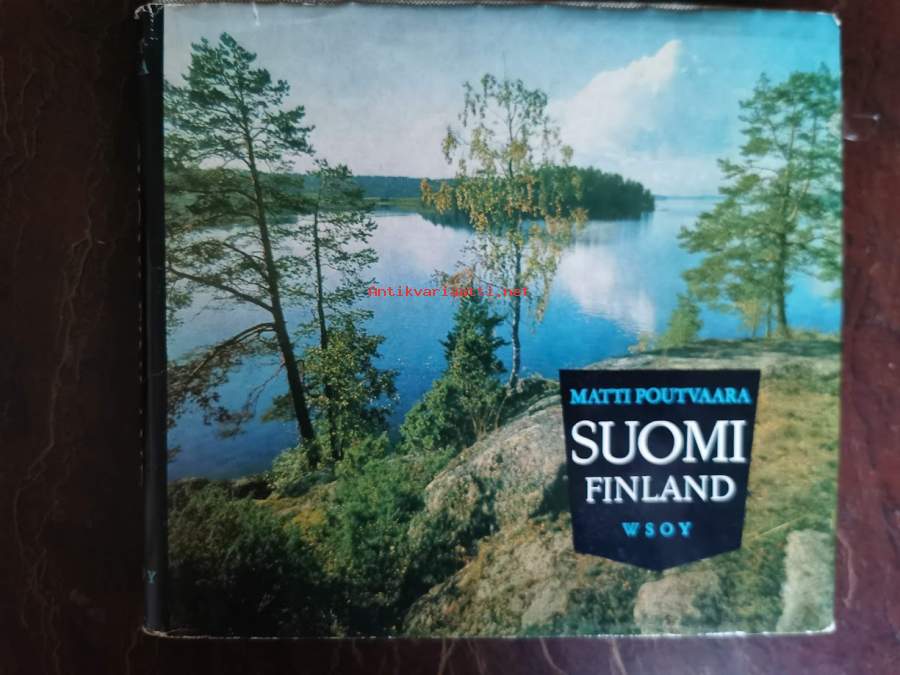 Antikvariaatti.net
MATTI POUTVAARA
SUOMI
FINLAND
WSOY
Y